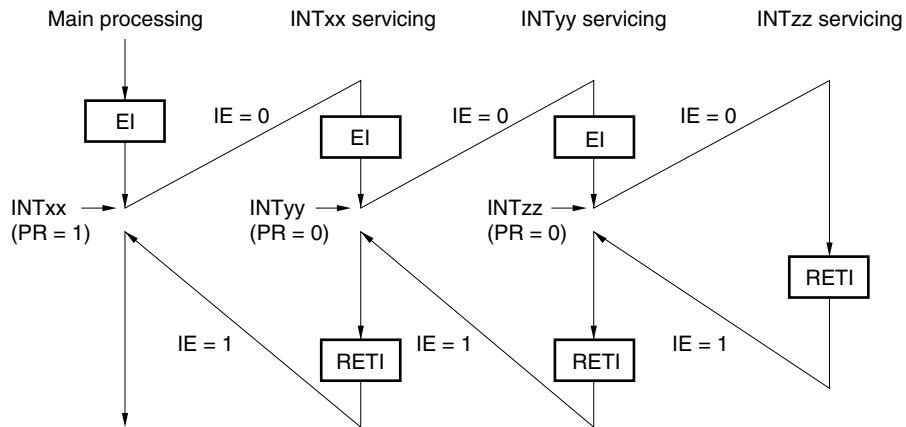 Main processing INTxx servicing INTyy servicing INTzz servicing
EI IE = 0 EI IE = 0 EI IE = 0
INTxx INTyy INTzz
(PR = 1) (PR = 0) (PR = 0)
RETI
IE = 1 RETI IE = 1 RETI IE = 1